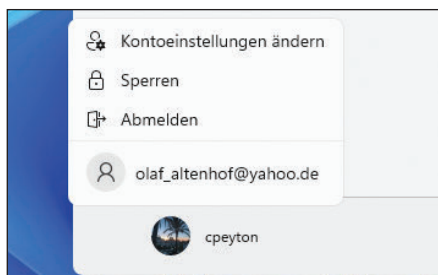 Kontoeinstellungen ändern
Sperren
Abmelden
olaf_altenhof@yahoo.de
cpeyton